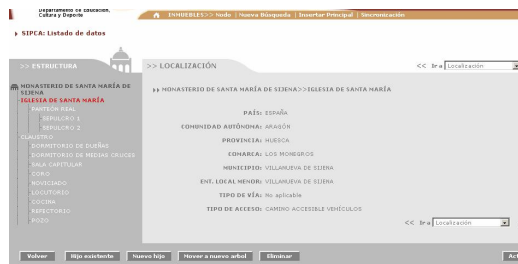 Departamento de Educación,
Cultura y Deporte
INMUEBLES>> Nodo | Nueva Búsqueda | Insertar Principal | Sincronización
SIPCA: Listado de datos
>> ESTRUCTURA
>> LOCALIZACIÓN
<< Ir a Localización
MONASTERIO DE SANTA MARÍA DE SIJENA
IGLESIA DE SANTA MARÍA
PANTEÓN REAL
SEPULCRO 1
SEPULCRO 2
CLAUSTRO
DORMITORIO DE DUEÑAS
DORMITORIO DE MEDIAS CRUCES
SALA CAPITULAR
CORO
NOVICIADO
LOCUTORIO
COCINA
REFECTORIO
POZO
MONASTERIO DE SANTA MARÍA DE SIJENA>>IGLESIA DE SANTA MARÍA
PAÍS: ESPAÑA
COMUNIDAD AUTÓNOMA: ARAGÓN
PROVINCIA: HUESCA
COMARCA: LOS MONEGROS
MUNICIPIO: VILLANUEVA DE SIJENA
ENT. LOCAL MENOR: VILLANUEVA DE SIJENA
TIPO DE VÍA: No aplicable
TIPO DE ACCESO: CAMINO ACCESIBLE VEHÍCULOS
<< Ir a Localización
Volver
Hijo existente
Nuevo hijo
Mover a nuevo arbol
Eliminar
Act